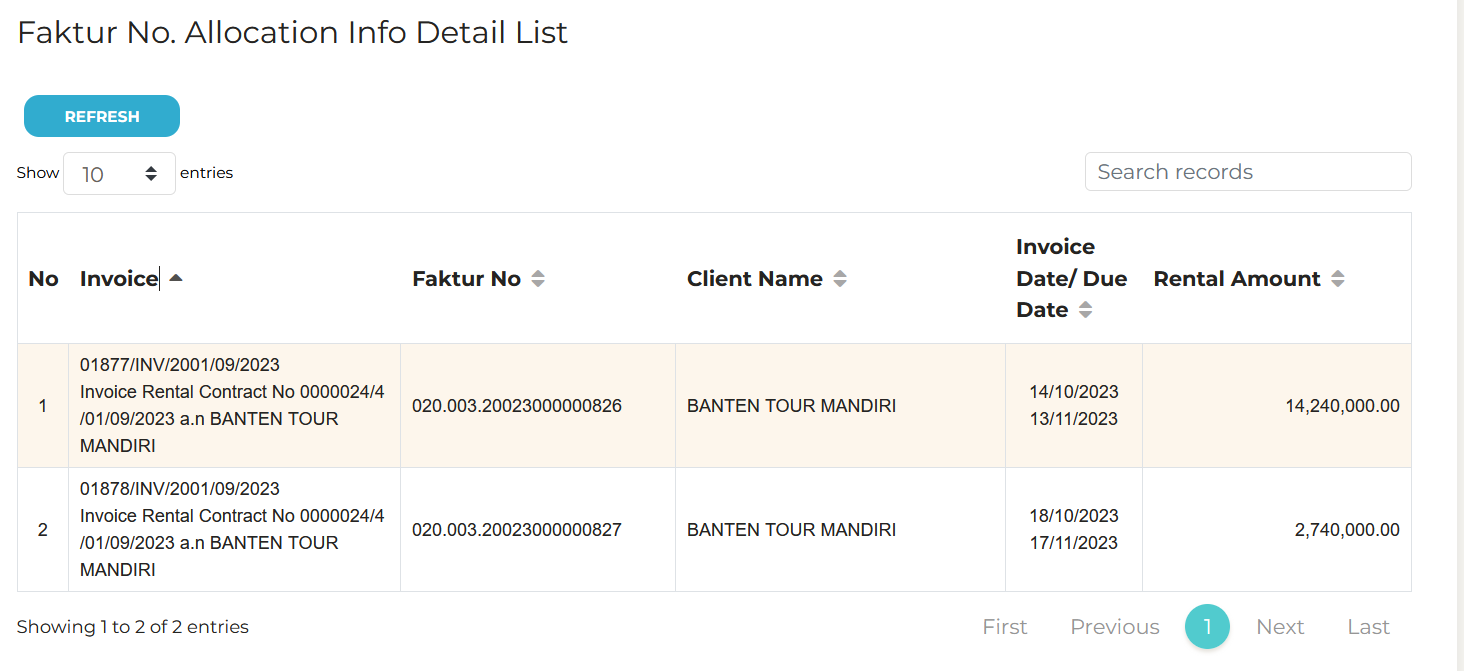 Faktur No. Allocation Info Detail List
REFRESH
Show 10 entries
Search records
No Invoice Faktur No Client Name Invoice Date/ Due Date Rental Amount
1
01877/INV/2001/09/2023
Invoice Rental Contract No 0000024/4
/01/09/2023 a.n BANTEN TOUR
MANDIRI
020.003.20023000000826
BANTEN TOUR MANDIRI
14/10/2023
13/11/2023
14,240,000.00
2
01878/INV/2001/09/2023
Invoice Rental Contract No 0000024/4
/01/09/2023 a.n BANTEN TOUR
MANDIRI
020.003.20023000000827
BANTEN TOUR MANDIRI
18/10/2023
17/11/2023
2,740,000.00
Showing 1 to 2 of 2 entries
First Previous 1 Next Last